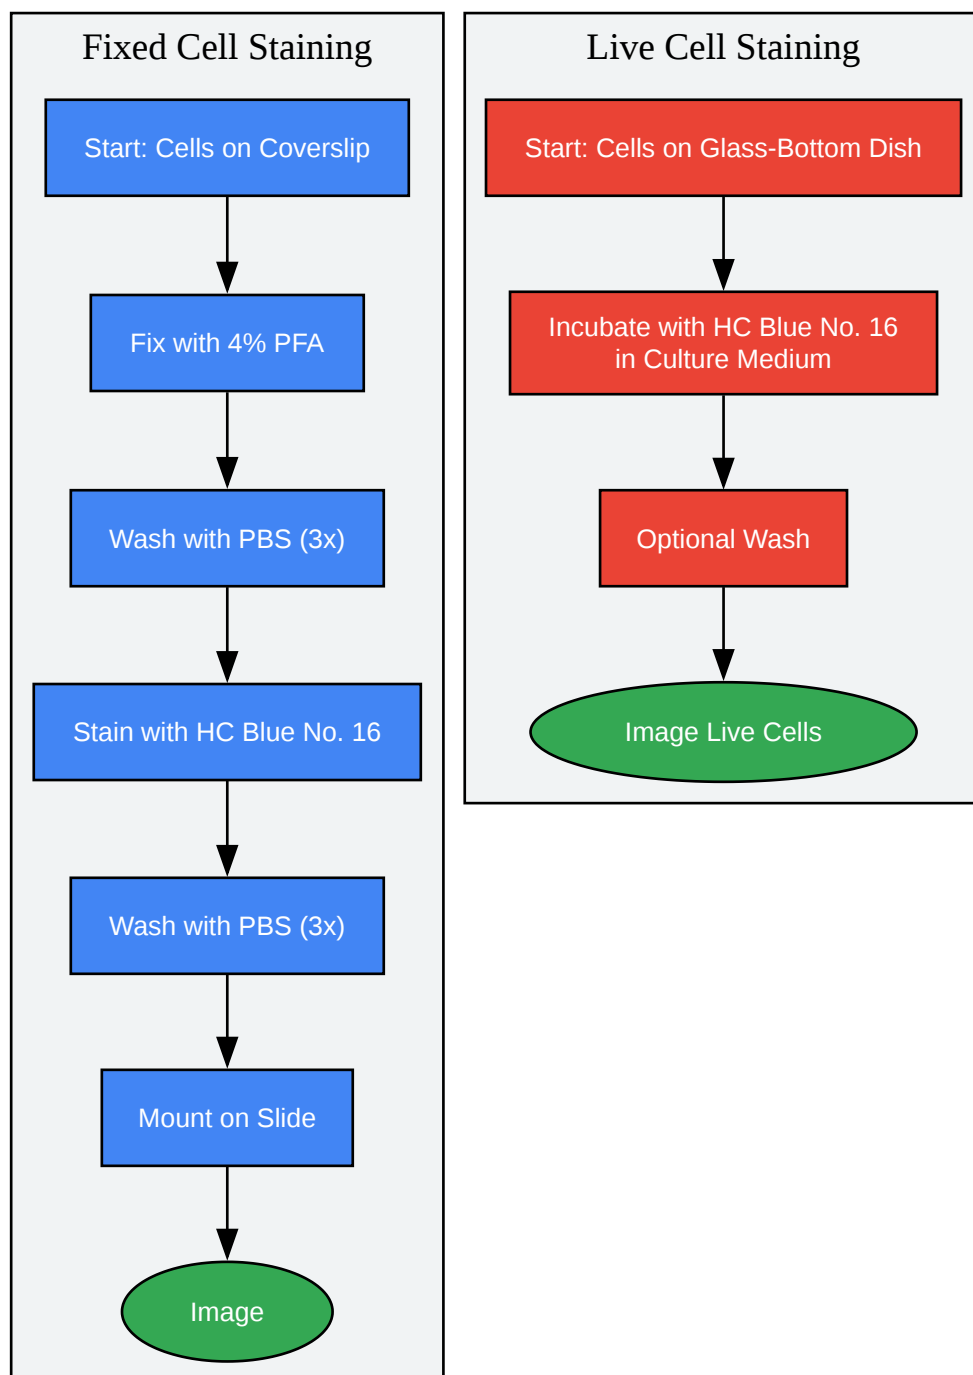 Fixed Cell Staining
Start: Cells on Coverslip
Fix with 4% PFA
Wash with PBS (3x)
Stain with HC Blue No. 16
Wash with PBS (3x)
Mount on Slide
Image
Live Cell Staining
Start: Cells on Glass-Bottom Dish
Incubate with HC Blue No. 16
in Culture Medium
Optional Wash
Image Live Cells